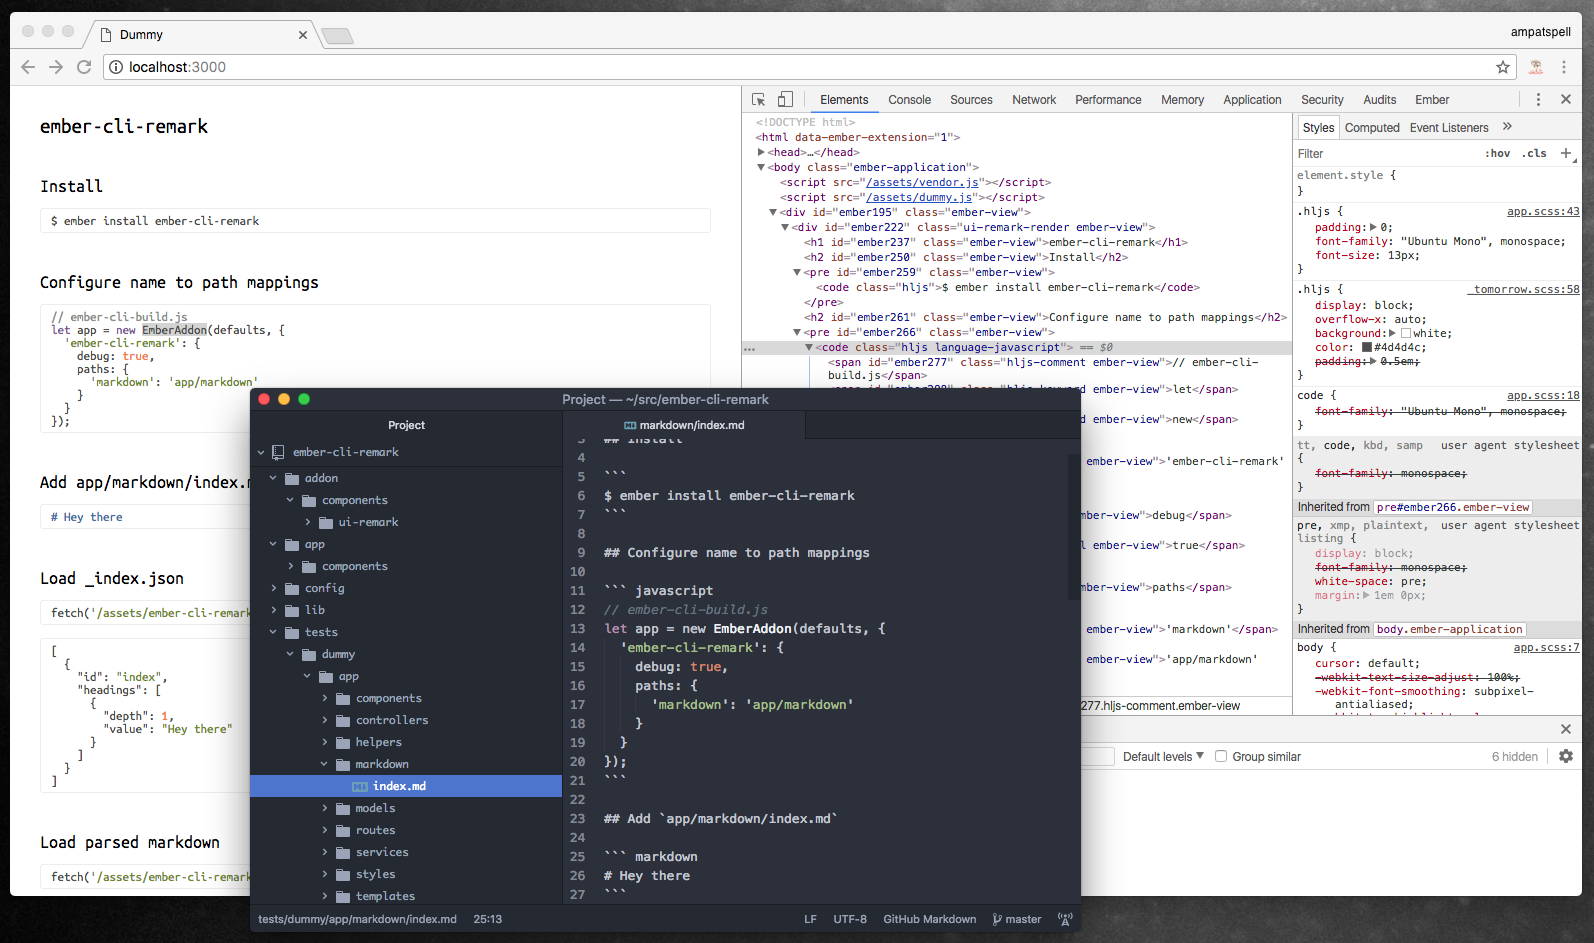 Dummy
ampatspell
localhost:3000
ember-cli-remark
Install
$ ember install ember-cli-remark
Configure name to path mappings
// ember-cli-build.js
let app = new EmberAddon(defaults, {
'ember-cli-remark': {
debug: true,
paths: {
'markdown': 'app/markdown'
}
}
});
Add app/markdown/index.
# Hey there
Load _index.json
fetch('/assets/ember-cli-remark
[
{
"id": "index",
"headings": [
{
"depth": 1,
"value": "Hey there"
}
]
}
]
Load parsed markdown
fetch('/assets/ember-cli-remark
Elements Console Sources Network Performance Memory Application Security Audits Ember
<!DOCTYPE html>
<html data-ember-extension="1">
<head>…</head>
<body class="ember-application">
<script src="/assets/vendor.js"></script>
<script src="/assets/dummy.js"></script>
<div id="ember195" class="ember-view">
<div id="ember222" class="ui-remark-render ember-view">
<h1 id="ember237" class="ember-view">ember-cli-remark</h1>
<h2 id="ember250" class="ember-view">Install</h2>
<pre id="ember259" class="ember-view">
<code class="hljs">$ ember install ember-cli-remark</code>
</pre>
<h2 id="ember261" class="ember-view">Configure name to path mappings</h2>
<pre id="ember266" class="ember-view">
… <code class="hljs language-javascript"> == $0
<span id="ember277" class="hljs-comment ember-view">// ember-cli-
build.js</span>
ember-view">let</span>
d ember-view">new</span>
ember-view">'ember-cli-remark'
mber-view">debug</span>
l ember-view">true</span>
mber-view">paths</span>
ember-view">'markdown'</span>
ember-view">'app/markdown'
277.hljs-comment.ember-view
Styles Computed Event Listeners »
Filter :hov .cls +
element.style {
}
.hljs { app.scss:43
padding: 0;
font-family: "Ubuntu Mono", monospace;
font-size: 13px;
}
.hljs { _tomorrow.scss:58
display: block;
overflow-x: auto;
background: white;
color: #4d4d4c;
padding: 0.5em;
}
code { app.scss:18
font-family: "Ubuntu Mono", monospace;
}
tt, code, kbd, samp user agent stylesheet
{
font-family: monospace;
}
Inherited from pre#ember266.ember-view
pre, xmp, plaintext, user agent stylesheet
listing {
display: block;
font-family: monospace;
white-space: pre;
margin: 1em 0px;
}
Inherited from body.ember-application
body { app.scss:7
cursor: default;
-webkit-text-size-adjust: 100%;
-webkit-font-smoothing: subpixel-
antialiased;
Default levels Group similar 6 hidden
Project — ~/src/ember-cli-remark
Project
ember-cli-remark
addon
components
ui-remark
app
components
config
lib
tests
dummy
app
components
controllers
helpers
markdown
index.md
models
routes
services
styles
templates
markdown/index.md
3 ## Install
4
5 ```
6 $ ember install ember-cli-remark
7 ```
8
9 ## Configure name to path mappings
10
11 ``` javascript
12 // ember-cli-build.js
13 let app = new EmberAddon(defaults, {
14 'ember-cli-remark': {
15 debug: true,
16 paths: {
17 'markdown': 'app/markdown'
18 }
19 }
20 });
21 ```
22
23 ## Add `app/markdown/index.md`
24
25 ``` markdown
26 # Hey there
27 ```
tests/dummy/app/markdown/index.md 25:13 LF UTF-8 GitHub Markdown master